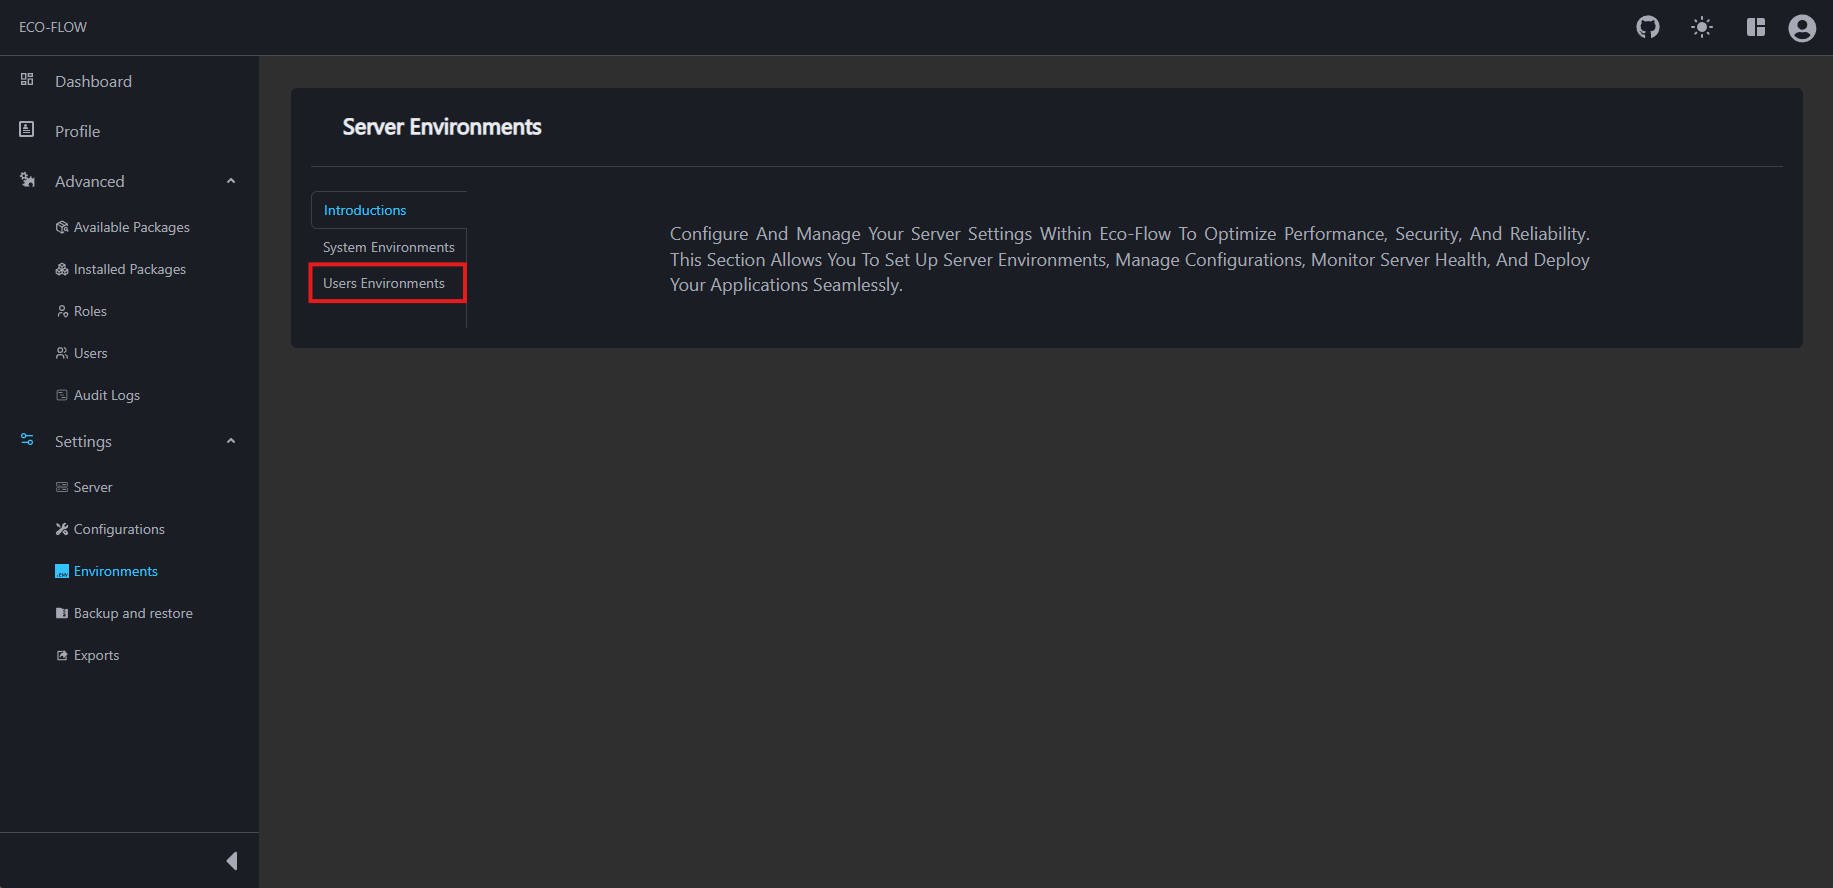 ECO-FLOW
Dashboard
Profile
Advanced
Available Packages
Installed Packages
Roles
Users
Audit Logs
Settings
Server
Configurations
Environments
Backup and restore
Exports
Server Environments
Introductions
System Environments
Users Environments
Configure And Manage Your Server Settings Within Eco-Flow To Optimize Performance, Security, And Reliability.
This Section Allows You To Set Up Server Environments, Manage Configurations, Monitor Server Health, And Deploy
Your Applications Seamlessly.